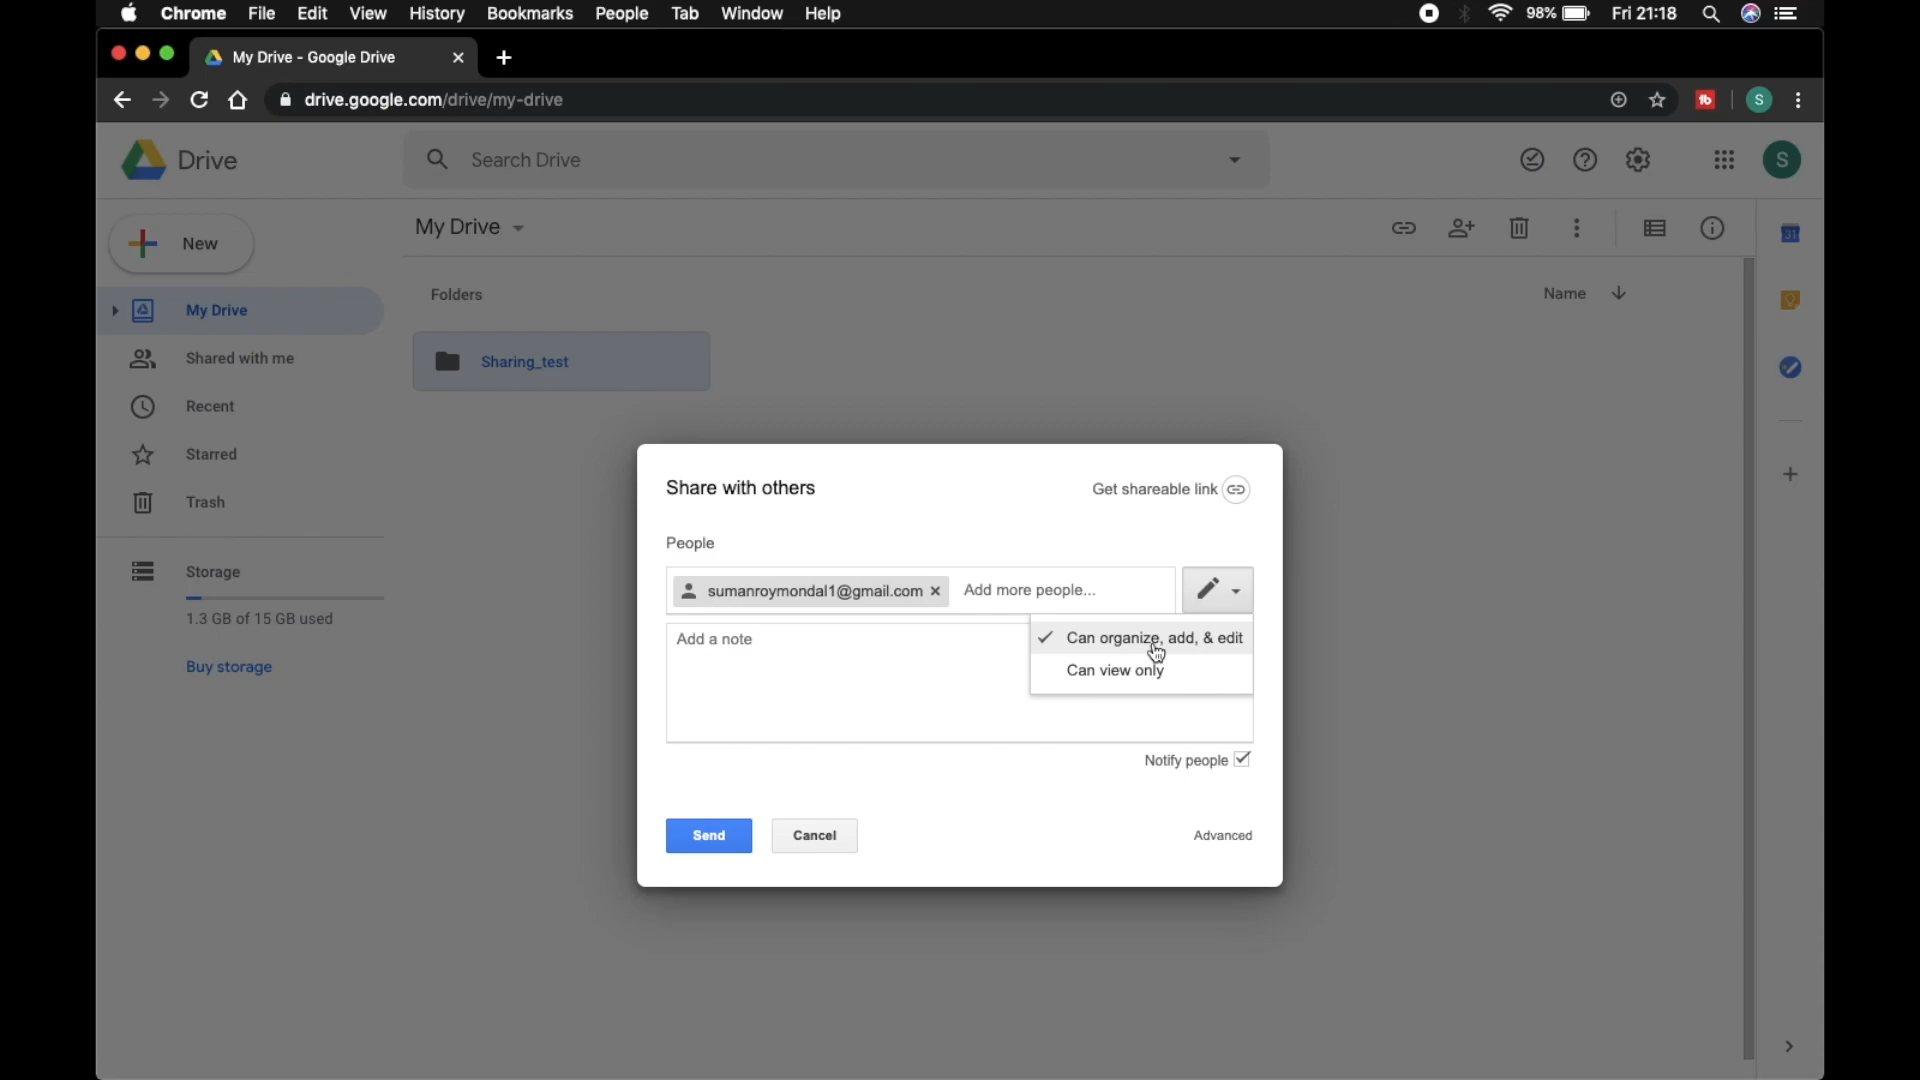 Chrome File Edit View History Bookmarks People Tab Window Help 98% Fri 21:18
My Drive - Google Drive
drive.google.com/drive/my-drive
S
Drive
Search Drive
S
New
My Drive
31
My Drive
Folders
Name
Shared with me
Sharing_test
Recent
Starred
Trash
Storage
1.3 GB of 15 GB used
Buy storage
Share with others
Get shareable link
People
sumanroymondal1@gmail.com
Add more people...
Add a note
Can organize, add, & edit
Can view only
Notify people
Send
Cancel
Advanced